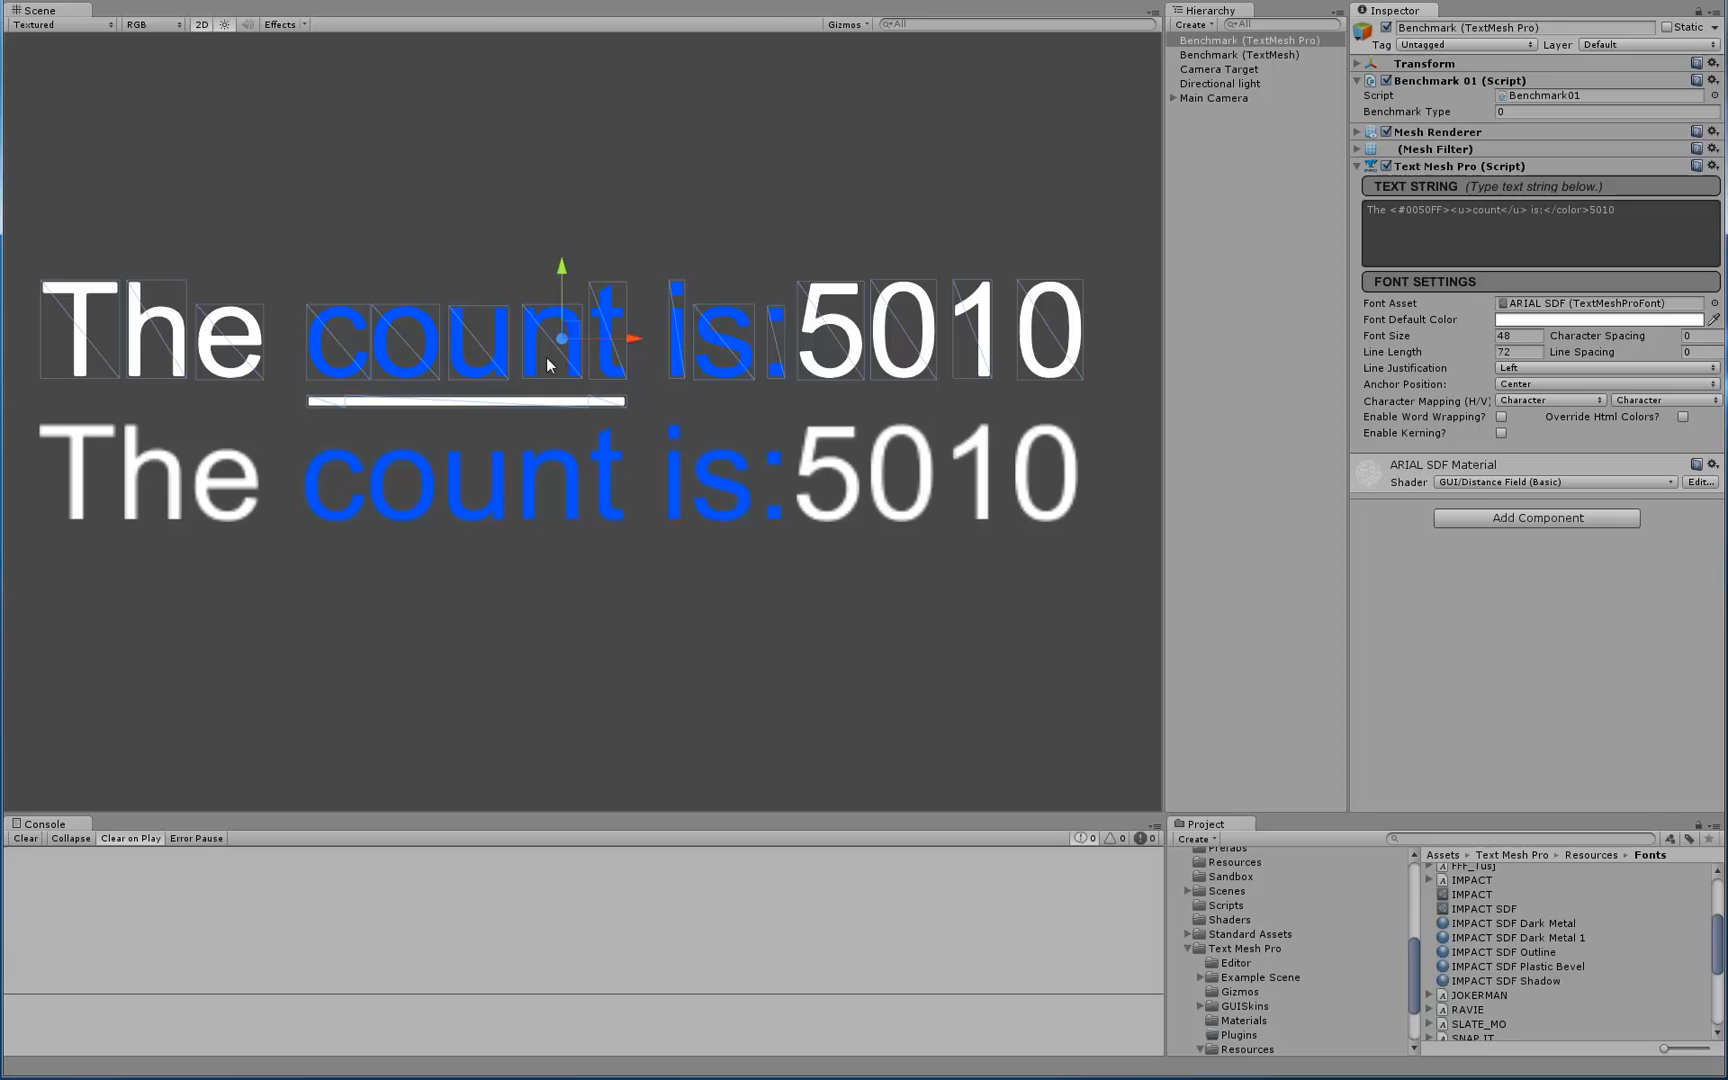 Scene
Textured RGB 2D Effects Gizmos All
The count is:5010
The count is:5010
Hierarchy
Create All
Benchmark (TextMesh Pro)
Benchmark (TextMesh)
Camera Target
Directional light
Main Camera
Inspector
Benchmark (TextMesh Pro) Static
Tag Untagged Layer Default
Transform
Benchmark 01 (Script)
Script Benchmark01
Benchmark Type 0
Mesh Renderer
(Mesh Filter)
Text Mesh Pro (Script)
TEXT STRING (Type text string below.)
The <#0050FF><u>count</u> is:</color>5010
FONT SETTINGS
Font Asset ARIAL SDF (TextMeshProFont)
Font Default Color
Font Size 48 Character Spacing 0
Line Length 72 Line Spacing 0
Line Justification Left
Anchor Position: Center
Character Mapping (H/V) Character Character
Enable Word Wrapping? Override Html Colors?
Enable Kerning?
ARIAL SDF Material
Shader GUI/Distance Field (Basic) Edit...
Add Component
Console
Clear Collapse Clear on Play Error Pause 0 0 0
Project
Create
Prefabs
Resources
Sandbox
Scenes
Scripts
Shaders
Standard Assets
Text Mesh Pro
Editor
Example Scene
Gizmos
GUISkins
Materials
Plugins
Resources
Assets Text Mesh Pro Resources Fonts
FFF_Tusj
IMPACT
IMPACT
IMPACT SDF
IMPACT SDF Dark Metal
IMPACT SDF Dark Metal 1
IMPACT SDF Outline
IMPACT SDF Plastic Bevel
IMPACT SDF Shadow
JOKERMAN
RAVIE
SLATE_MO
SNAP IT